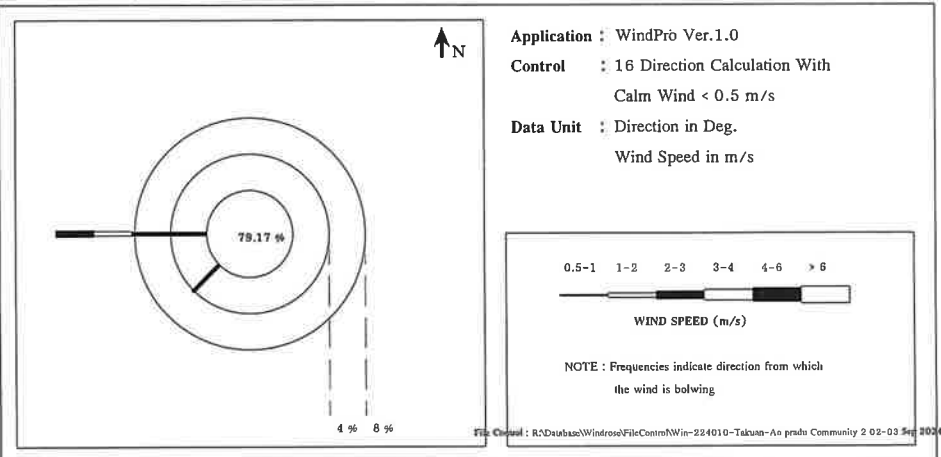 N
Application : WindPro Ver.1.0
Control : 16 Direction Calculation With
Calm Wind < 0.5 m/s
Data Unit : Direction in Deg.
Wind Speed in m/s
79.17 %
0.5-1 1-2 2-3 3-4 4-6 > 6
WIND SPEED (m/s)
NOTE : Frequencies indicate direction from which
the wind is bolwing
4 % 8 %
File Control : R:\Database\Windrose\FileControl\Win-224010-Takuan-Ao pradu Community 2 02-03 Sep 2024